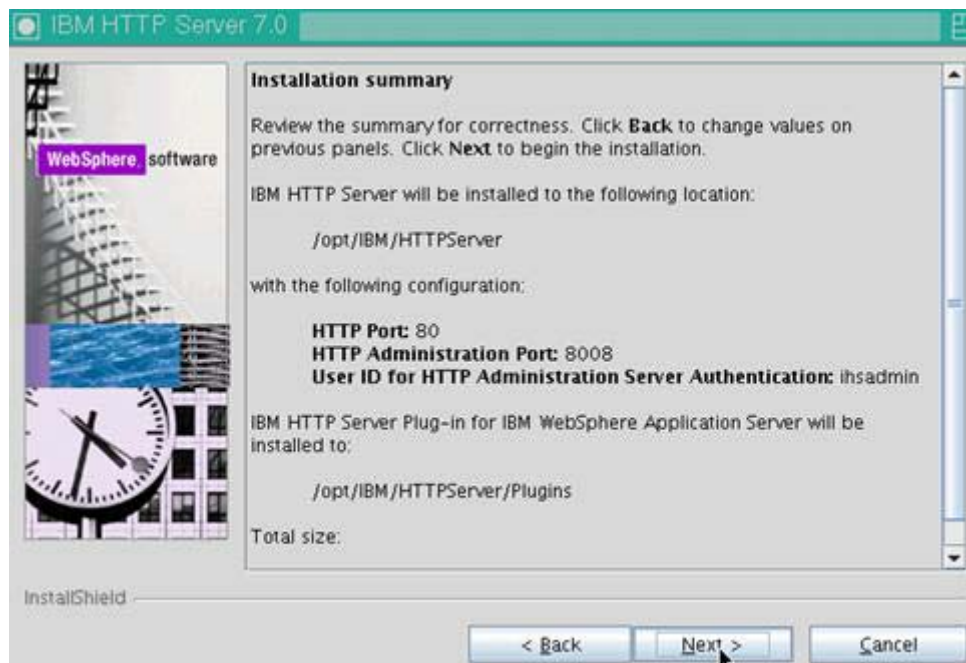 IBM HTTP Server 7.0
WebSphere software
Installation summary
Review the summary for correctness. Click Back to change values on
previous panels. Click Next to begin the installation.
IBM HTTP Server will be installed to the following location:
/opt/IBM/HTTPServer
with the following configuration:
HTTP Port: 80
HTTP Administration Port: 8008
User ID for HTTP Administration Server Authentication: ihsadmin
IBM HTTP Server Plug-in for IBM WebSphere Application Server will be
installed to:
/opt/IBM/HTTPServer/Plugins
Total size:
InstallShield
< Back
Next >
Cancel